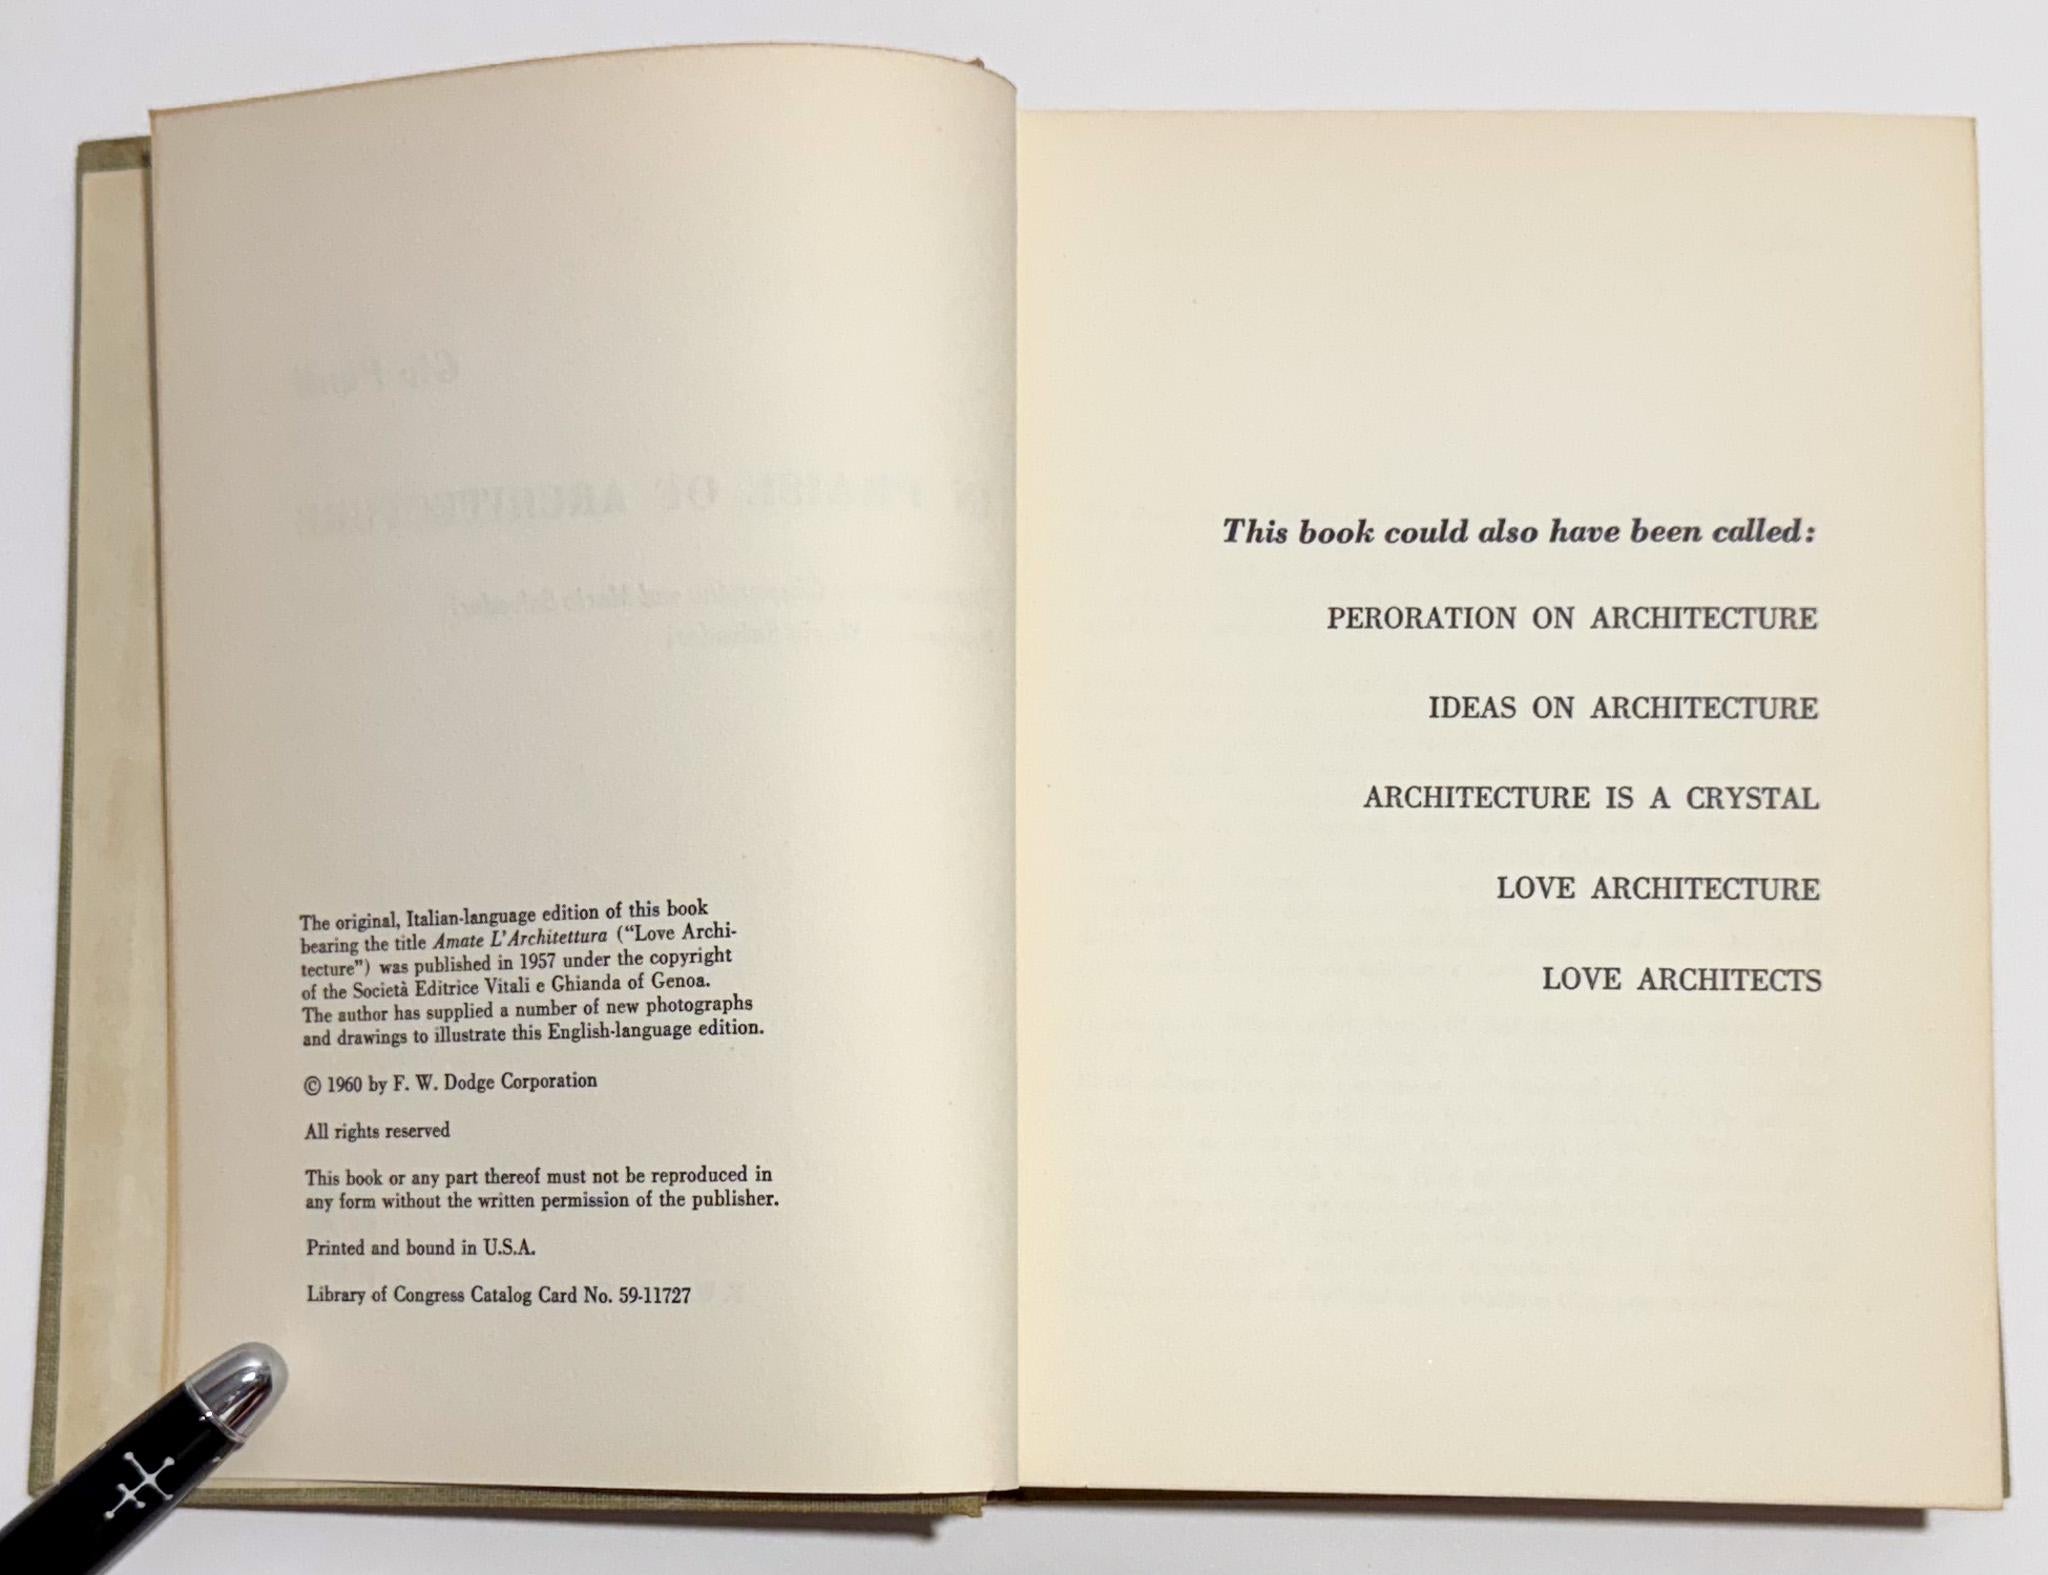 The original, Italian-language edition of this book
bearing the title Amate L'Architettura ("Love Archi-
tecture") was published in 1957 under the copyright
of the Società Editrice Vitali e Ghianda of Genoa.
The author has supplied a number of new photographs
and drawings to illustrate this English-language edition.
© 1960 by F. W. Dodge Corporation
All rights reserved
This book or any part thereof must not be reproduced in
any form without the written permission of the publisher.
Printed and bound in U.S.A.
Library of Congress Catalog Card No. 59-11727
This book could also have been called:
PERORATION ON ARCHITECTURE
IDEAS ON ARCHITECTURE
ARCHITECTURE IS A CRYSTAL
LOVE ARCHITECTURE
LOVE ARCHITECTS